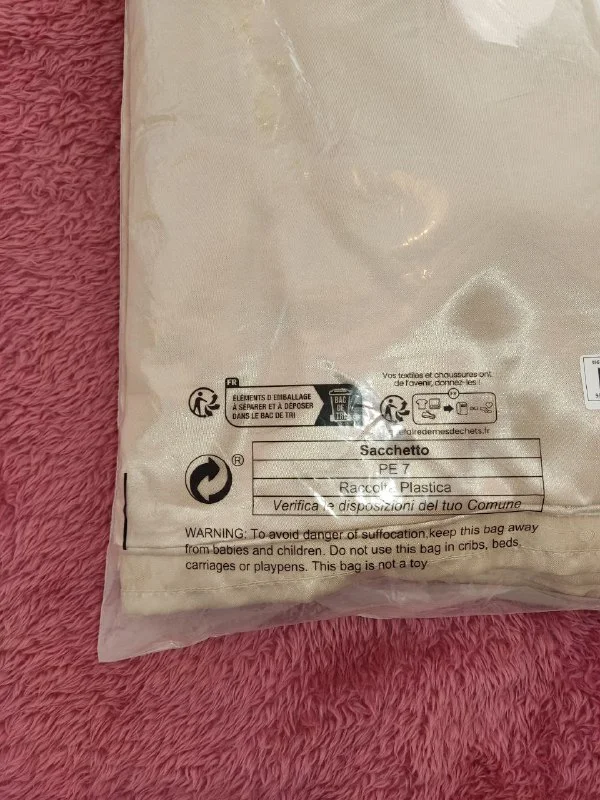 FR
ÉLÉMENTS D'EMBALLAGE
À SÉPARER ET À DÉPOSER
DANS LE BAC DE TRI
BAC
DE
TRI
Vos textiles et chaussures ont
de l'avenir, donnez-les !
FR
airedemesdechets.fr
®
Sacchetto
PE 7
Raccolta Plastica
Verifica le disposizioni del tuo Comune
WARNING: To avoid danger of suffocation,keep this bag away
from babies and children. Do not use this bag in cribs, beds,
carriages or playpens. This bag is not a toy